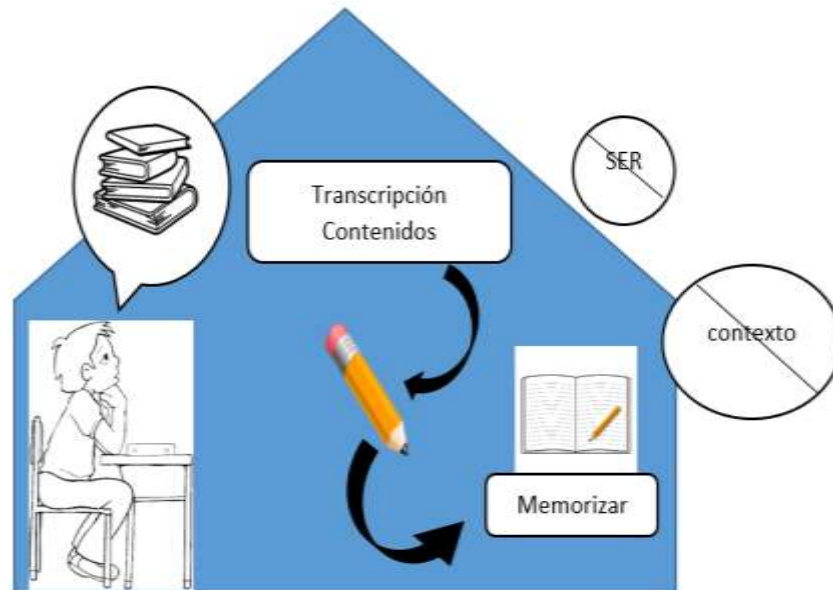 SER
Transcripción
Contenidos
contexto
Memorizar